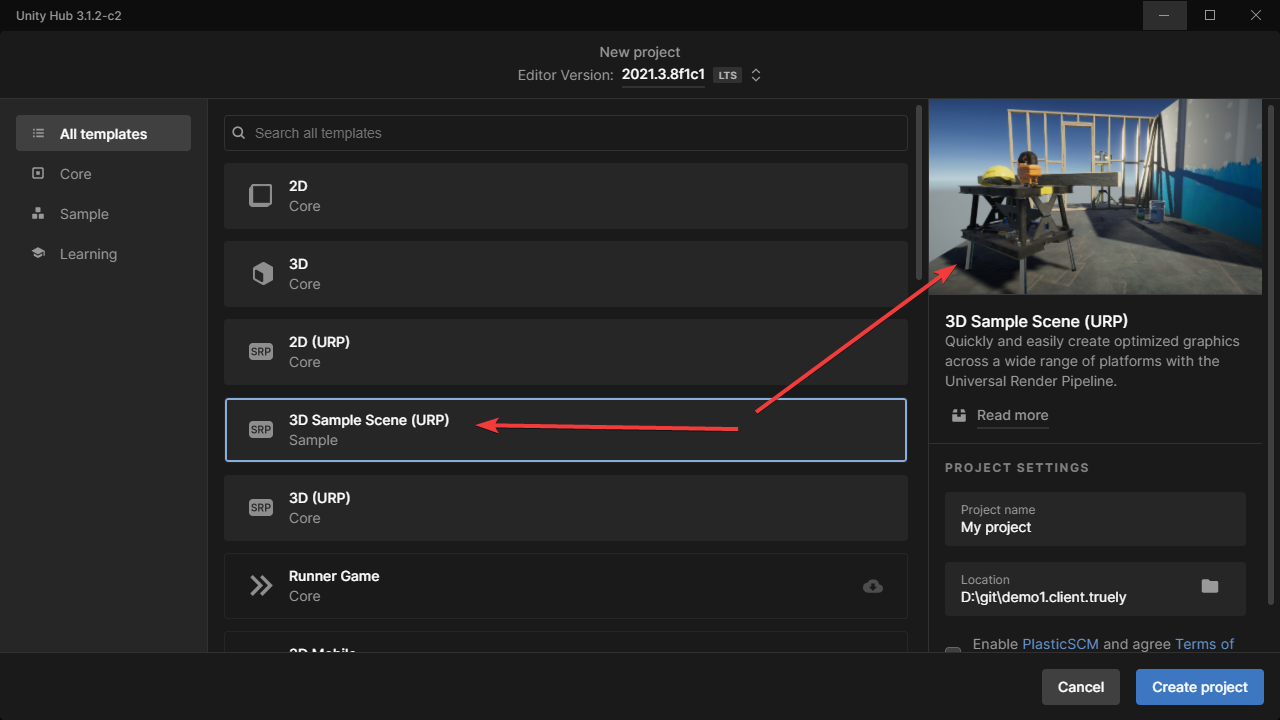 Unity Hub 3.1.2-c2
New project
Editor Version: 2021.3.8f1c1 LTS
All templates
Core
Sample
Learning
Search all templates
2D
Core
3D
Core
SRP
2D (URP)
Core
SRP
3D Sample Scene (URP)
Sample
SRP
3D (URP)
Core
Runner Game
Core
3D Sample Scene (URP)
Quickly and easily create optimized graphics
across a wide range of platforms with the
Universal Render Pipeline.
Read more
PROJECT SETTINGS
Project name
My project
Location
D:\git\demo1.client.truely
Enable PlasticSCM and agree Terms of
Cancel
Create project